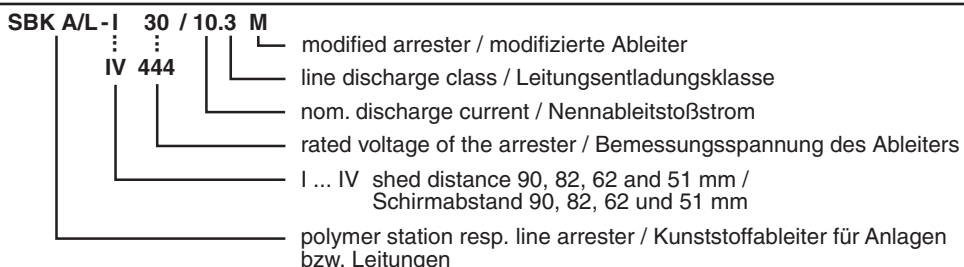 SBK A/L-I 30 / 10.3 M
IV 444
modified arrester / modifizierte Ableiter
line discharge class / Leitungsentladungsklasse
nom. discharge current / Nennableitstoßstrom
rated voltage of the arrester / Bemessungsspannung des Ableiters
I ... IV shed distance 90, 82, 62 and 51 mm /
Schirmabstand 90, 82, 62 und 51 mm
polymer station resp. line arrester / Kunststoffableiter für Anlagen
bzw. Leitungen